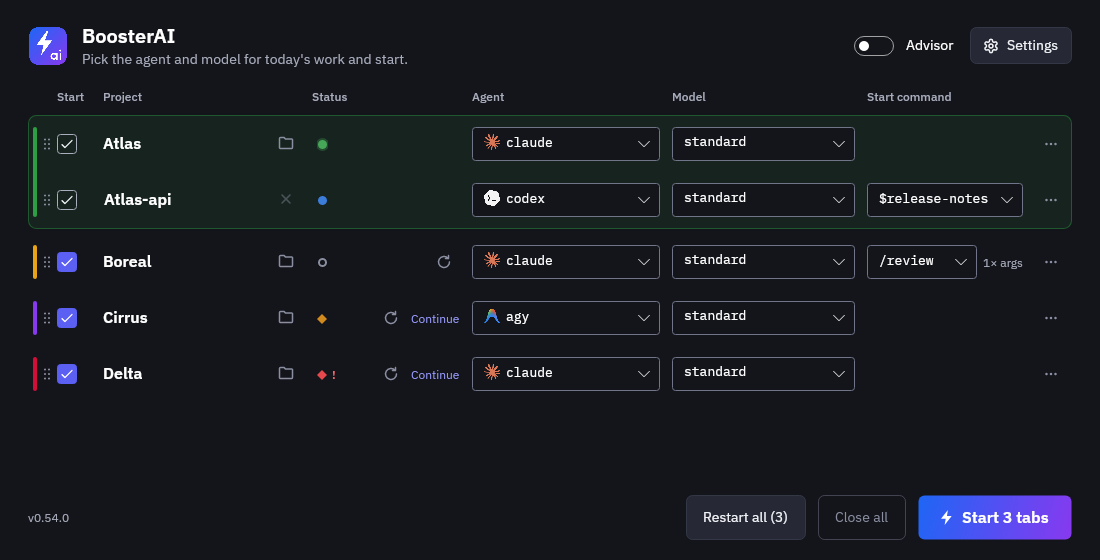 ai
BoosterAI
Pick the agent and model for today's work and start.
Advisor
Settings
Start Project Status Agent Model Start command
Atlas claude standard ···
Atlas-api codex standard $release-notes ···
Boreal claude standard /review 1× args ···
Cirrus Continue agy standard ···
Delta ! Continue claude standard ···
v0.54.0
Restart all (3)
Close all
Start 3 tabs